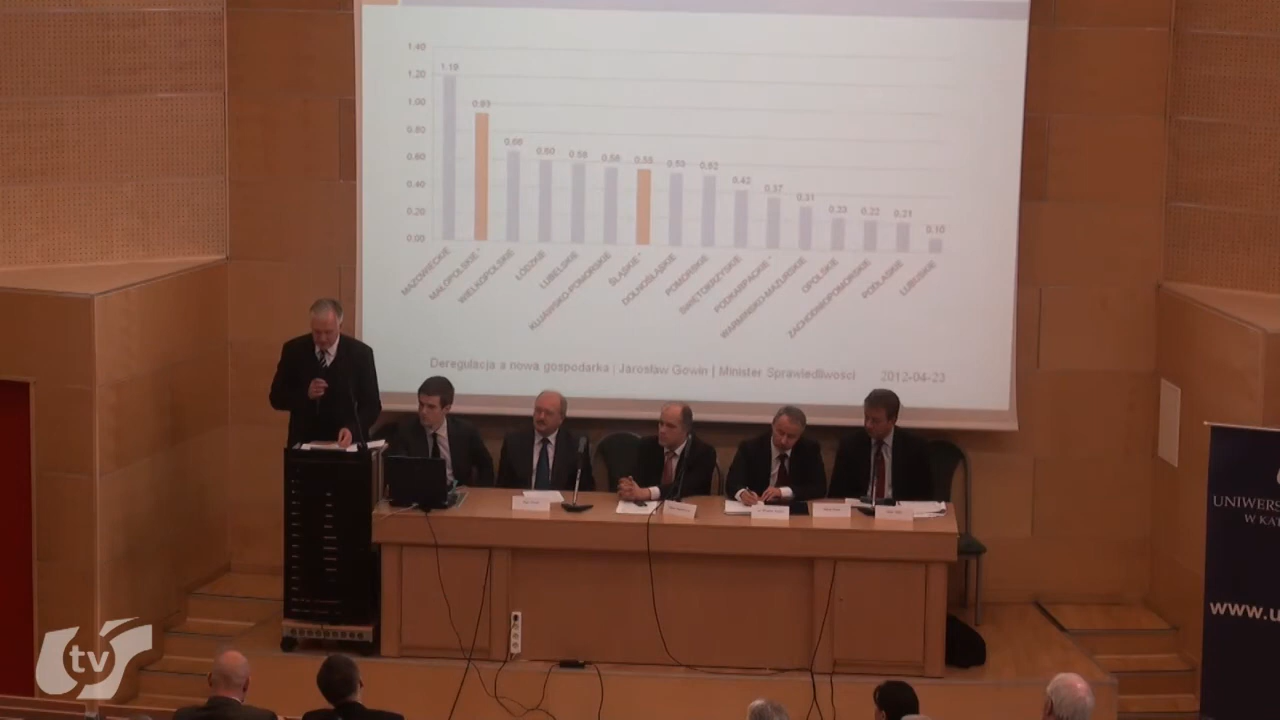 1.40
1.20
1.00
0.80
0.60
0.40
0.20
0.00
1.19
0.93
0.66
0.60
0.58
0.56
0.55
0.53
0.52
0.42
0.37
0.31
0.23
0.22
0.21
0.10
MAZOWIECKIE
MAŁOPOLSKIE*
WIELKOPOLSKIE
ŁÓDZKIE
LUBELSKIE
KUJAWSKO-POMORSKIE
ŚLĄSKIE*
DOLNOŚLĄSKIE
POMORSKIE
ŚWIĘTOKRZYSKIE
PODKARPACKIE*
WARMIŃSKO-MAZURSKIE
OPOLSKIE
ZACHODNIOPOMORSKIE
PODLASKIE
LUBUSKIE
Deregulacja a nowa gospodarka | Jarosław Gowin | Minister Sprawiedliwości 2012-04-23
UNIWERS
W KA
www.u
tv